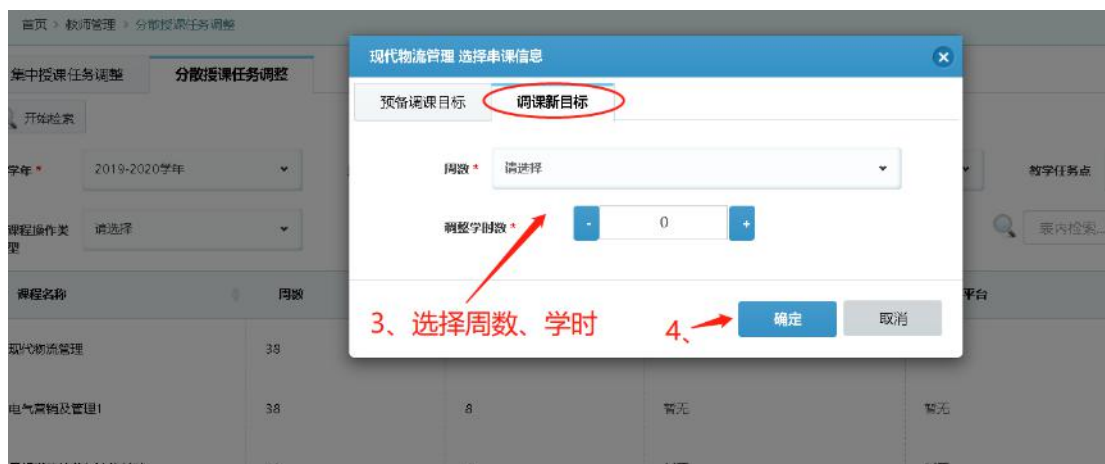 首页 > 教师管理 > 分散授课任务调整
集中授课任务调整 分散授课任务调整
开始检索
学年 * 2019-2020学年
教学任务点
课程操作类型 请选择
表内检索...
课程名称 周数 平台
现代物流管理 38
电气营销及管理1 38 8 暂无 暂无
现代物流管理 选择串课信息
预备调课目标 调课新目标
周数 * 请选择
调整学时数 * - 0 +
3、选择周数、学时
4、 确定 取消